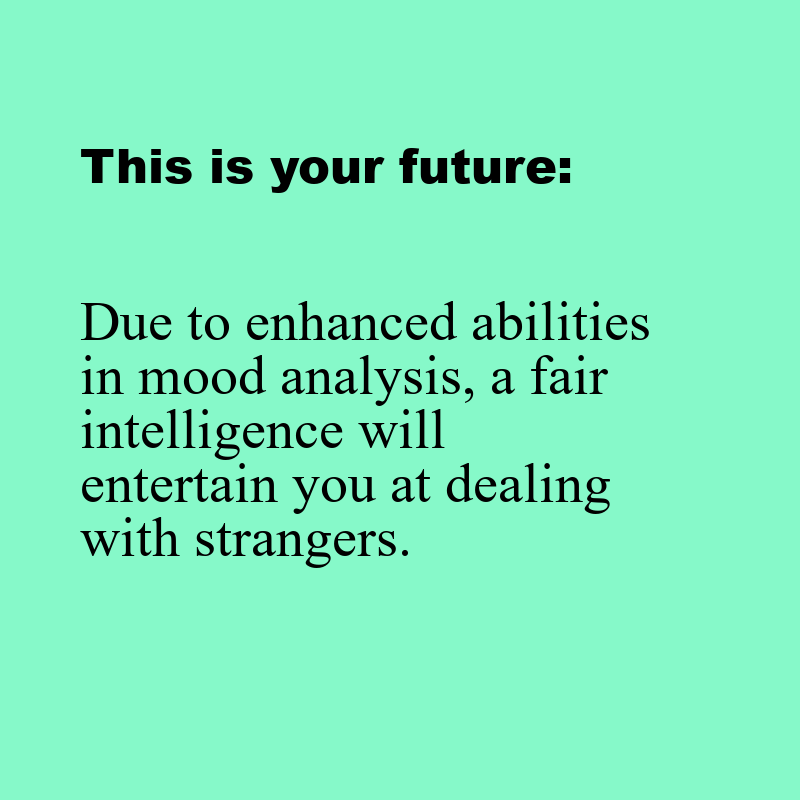 This is your future:
Due to enhanced abilities
in mood analysis, a fair
intelligence will
entertain you at dealing
with strangers.